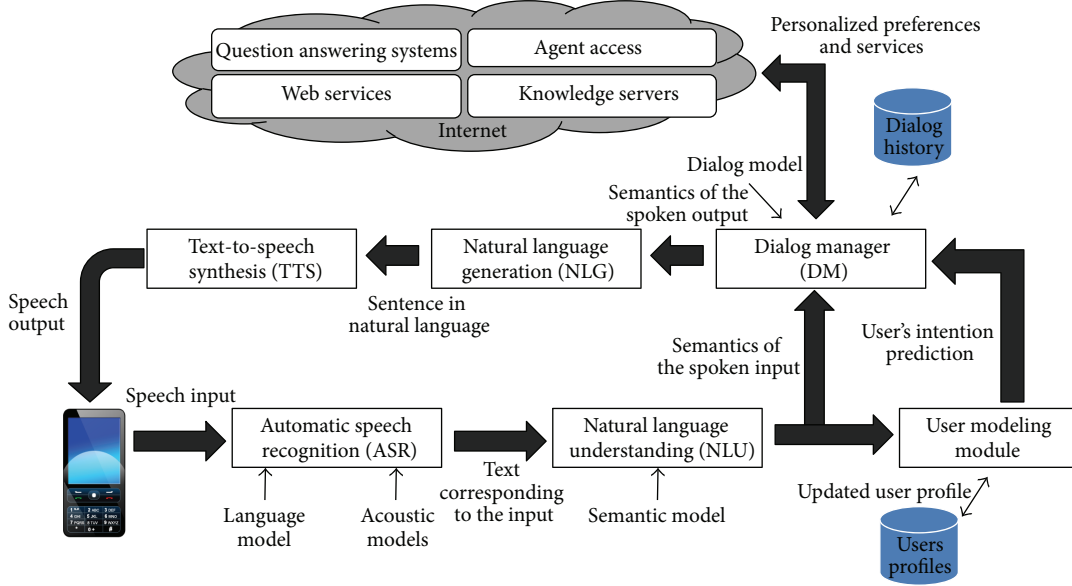 Question answering systems
Agent access
Web services
Knowledge servers
Internet
Personalized preferences
and services
Dialog
history
Dialog model
Semantics of the
spoken output
Text-to-speech
synthesis (TTS)
Natural language
generation (NLG)
Dialog manager
(DM)
Sentence in
natural language
Speech
output
Semantics of
the spoken input
User's intention
prediction
Speech input
Automatic speech
recognition (ASR)
Natural language
understanding (NLU)
User modeling
module
Text
corresponding
to the input
Language
model
Acoustic
models
Semantic model
Updated user profile
Users
profiles